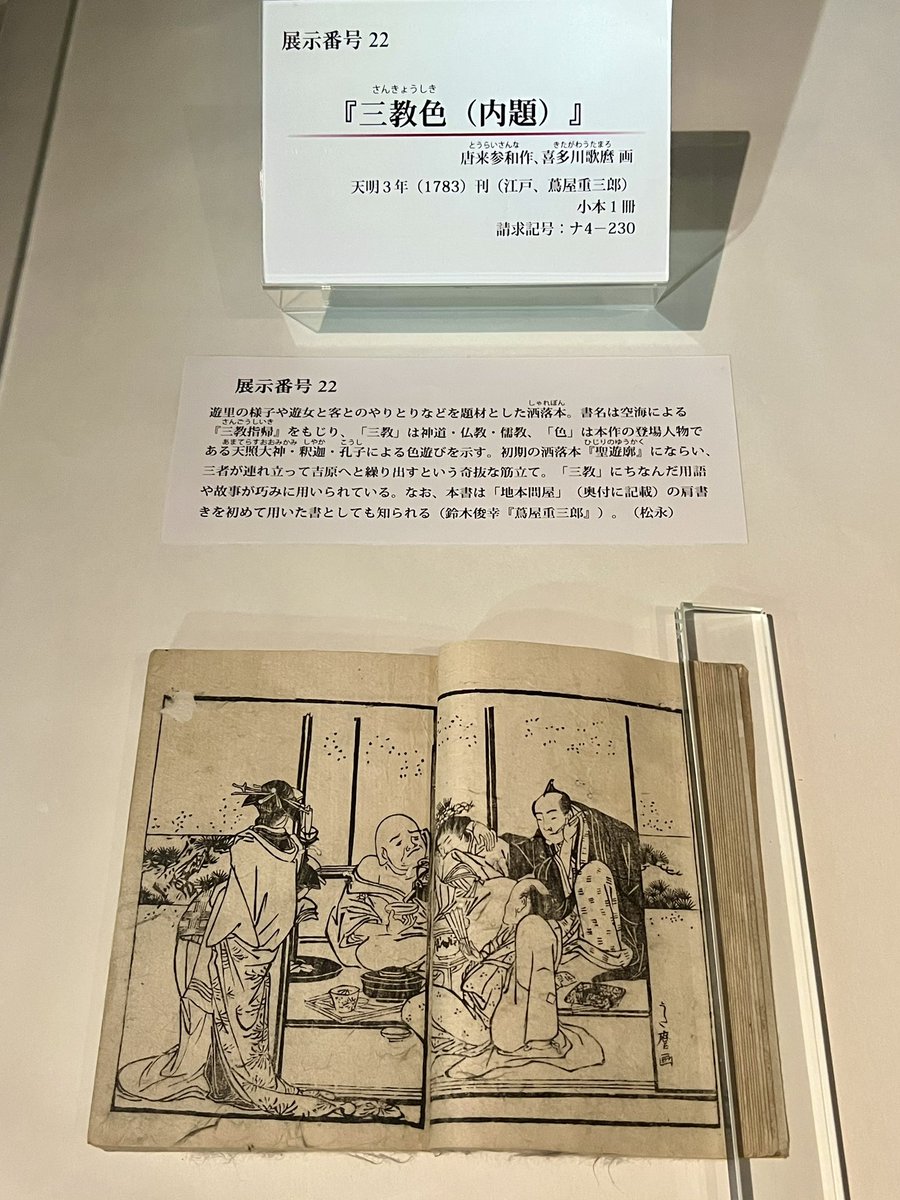 展示番号 22
さんきょうしき
『三教色（内題）』
とうらいさんな きたがわうたまろ
唐来参和作、喜多川歌麿 画
天明３年（1783）刊（江戸、蔦屋重三郎）
小本１冊
請求記号：ナ4－230
展示番号 22
しゃれぼん
遊里の様子や遊女と客とのやりとりなどを題材とした洒落本。書名は空海による
さんごうしいき
『三教指帰』をもじり、「三教」は神道・仏教・儒教、「色」は本作の登場人物で
あまてらすおおみかみ しゃか こうし ひじりのゆうかく
ある天照大神・釈迦・孔子による色遊びを示す。初期の洒落本『聖遊廓』にならい、
三者が連れ立って吉原へと繰り出すという奇抜な筋立て。「三教」にちなんだ用語
や故事が巧みに用いられている。なお、本書は「地本問屋」（奥付に記載）の肩書
きを初めて用いた書としても知られる（鈴木俊幸『蔦屋重三郎』）。（松永）
うた麿画